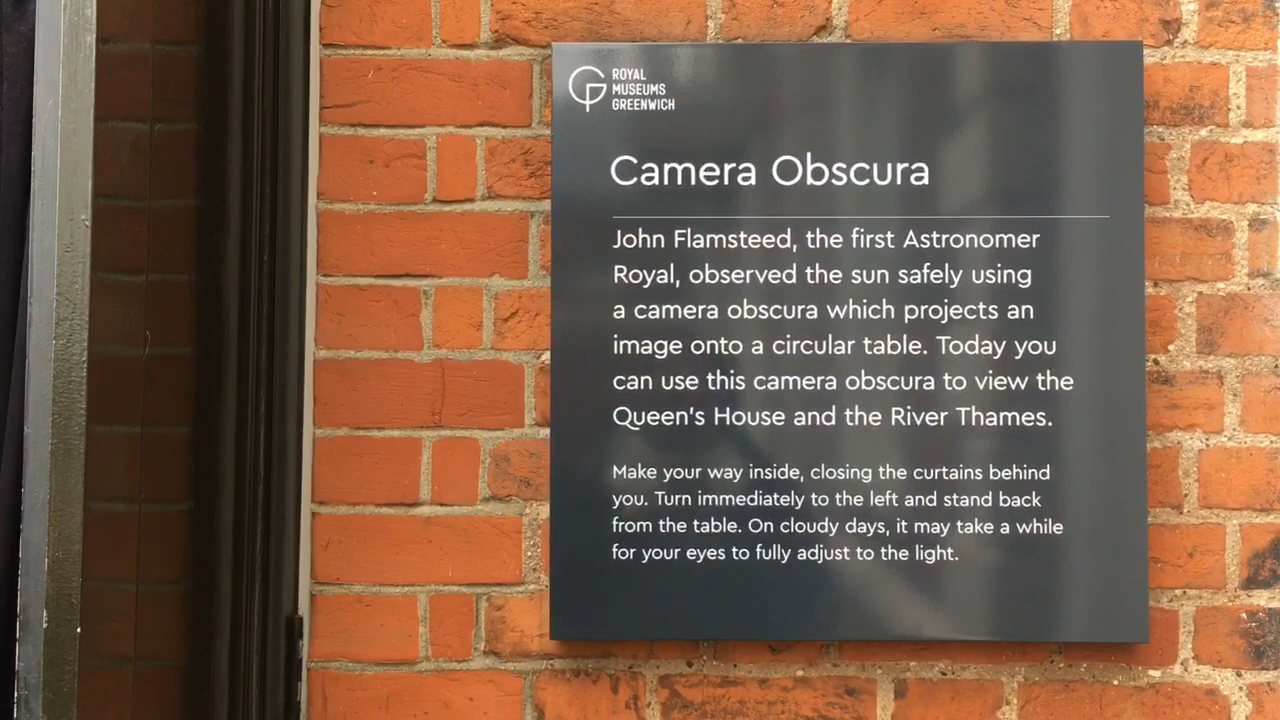 ROYAL
MUSEUMS
GREENWICH
Camera Obscura
John Flamsteed, the first Astronomer
Royal, observed the sun safely using
a camera obscura which projects an
image onto a circular table. Today you
can use this camera obscura to view the
Queen's House and the River Thames.
Make your way inside, closing the curtains behind
you. Turn immediately to the left and stand back
from the table. On cloudy days, it may take a while
for your eyes to fully adjust to the light.